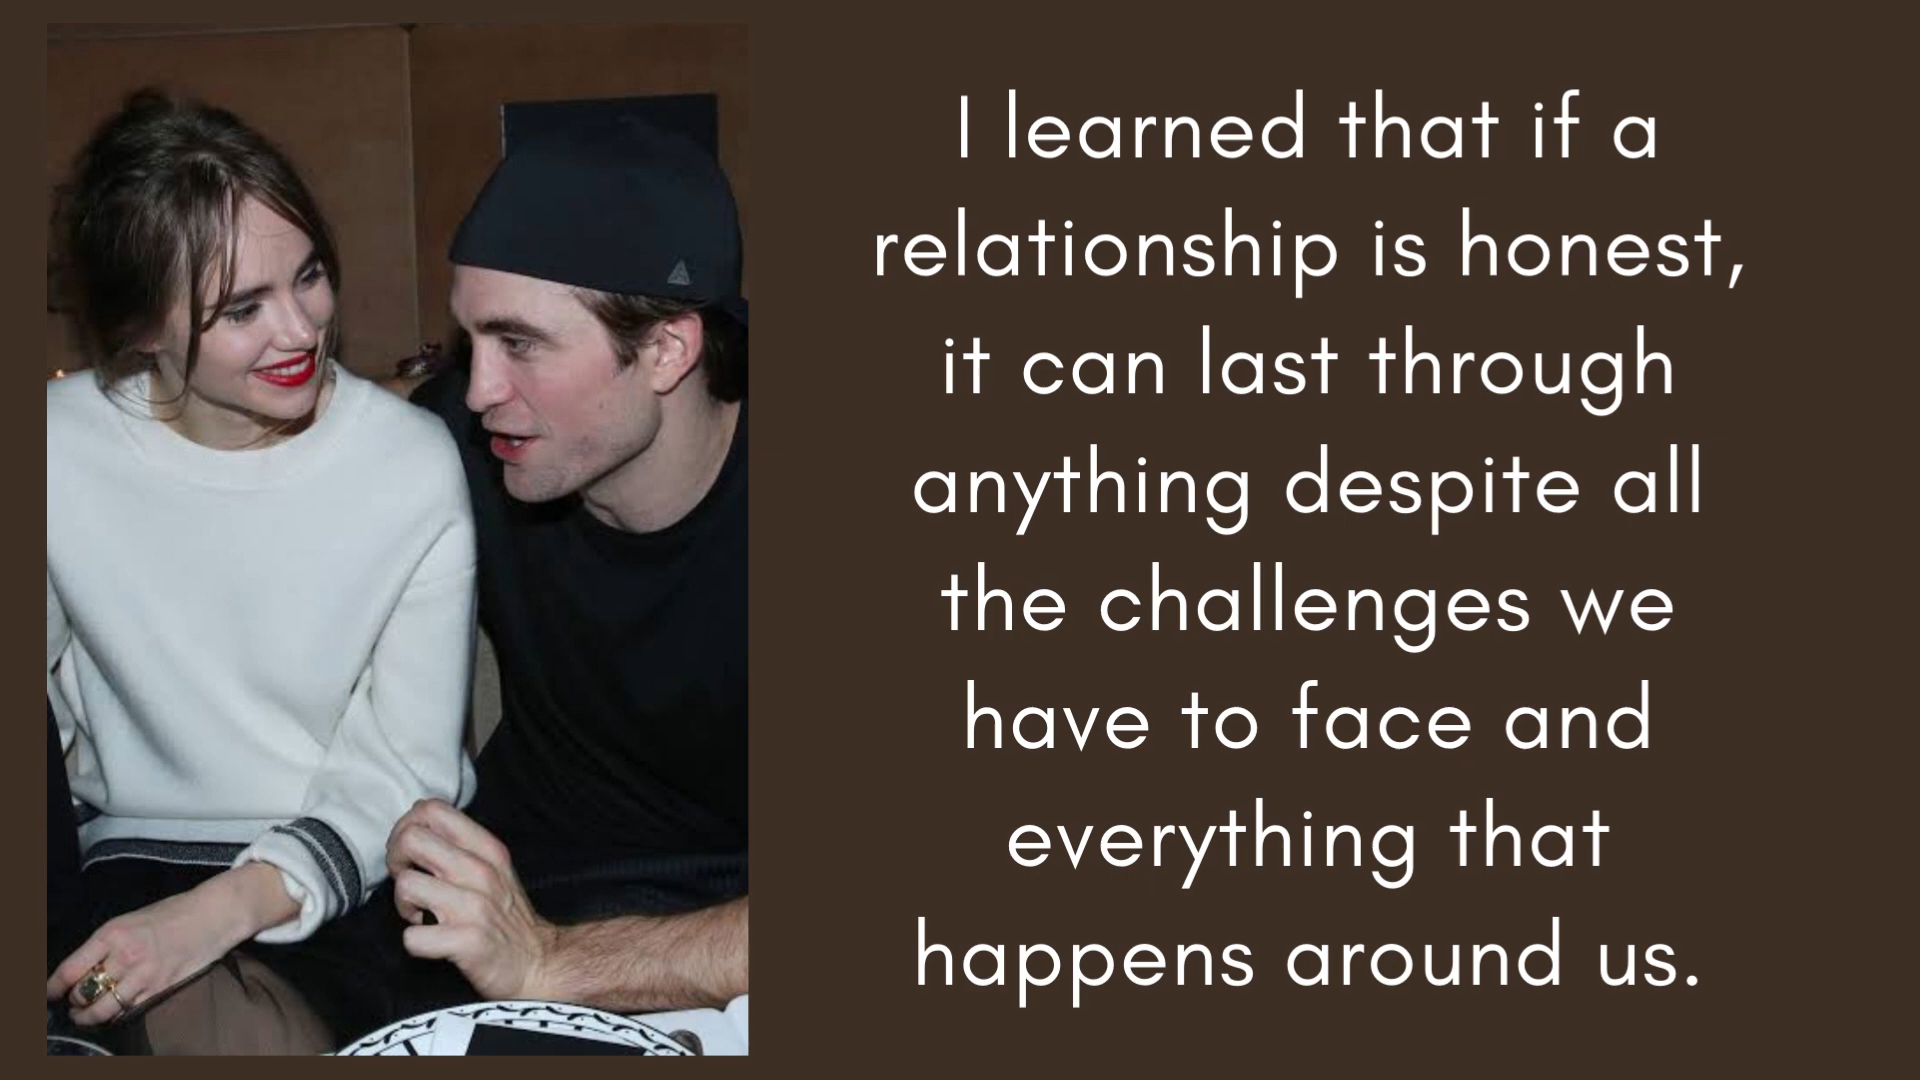 I learned that if a
relationship is honest,
it can last through
anything despite all
the challenges we
have to face and
everything that
happens around us.